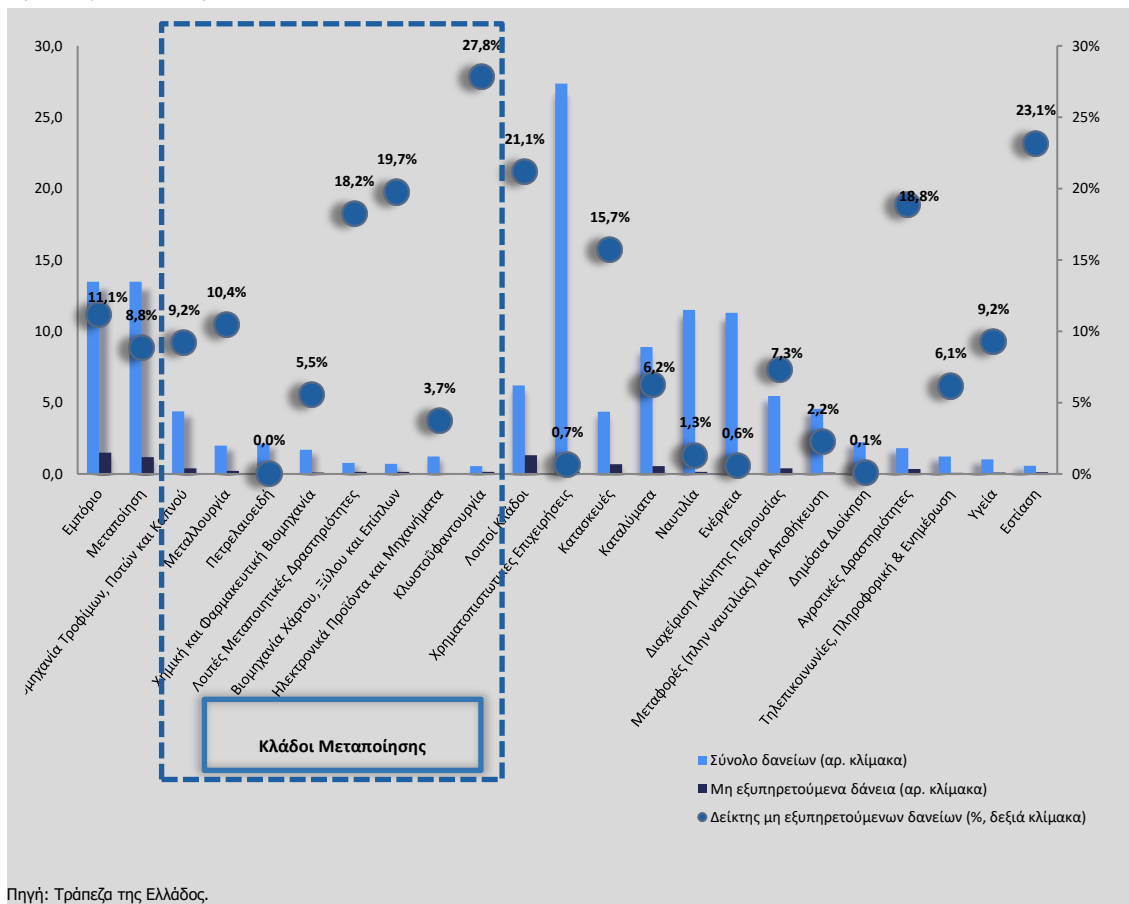 30,0
25,0
20,0
15,0
10,0
5,0
0,0
30%
25%
20%
15%
10%
5%
0%
11,1%
8,8%
9,2%
10,4%
0,0%
5,5%
18,2%
19,7%
3,7%
27,8%
21,1%
0,7%
15,7%
6,2%
1,3%
0,6%
7,3%
2,2%
0,1%
18,8%
6,1%
9,2%
23,1%
Εμπόριο
Μεταποίηση
Τροφίμων, Ποτών και Καπνού
Μεταλλουργία
Πετρελαιοειδή
Χημική και Φαρμακευτική Βιομηχανία
Λοιπές Μεταποιητικές Δραστηριότητες
Βιομηχανία Χάρτου, Ξύλου και Επίπλων
Ηλεκτρονικά Προϊόντα και Μηχανήματα
Κλωστοϋφαντουργία
Λοιποί Κλάδοι
Χρηματοπιστωτικές Επιχειρήσεις
Κατασκευές
Καταλύματα
Ναυτιλία
Ενέργεια
Διαχείριση Ακίνητης Περιουσίας
Μεταφορές (πλην ναυτιλίας) και Αποθήκευση
Δημόσια Διοίκηση
Αγροτικές Δραστηριότητες
Τηλεπικοινωνίες, Πληροφορική & Ενημέρωση
Υγεία
Εστίαση
Κλάδοι Μεταποίησης
Σύνολο δανείων (αρ. κλίμακα)
Μη εξυπηρετούμενα δάνεια (αρ. κλίμακα)
Δείκτης μη εξυπηρετούμενων δανείων (%, δεξιά κλίμακα)
Πηγή: Τράπεζα της Ελλάδος.